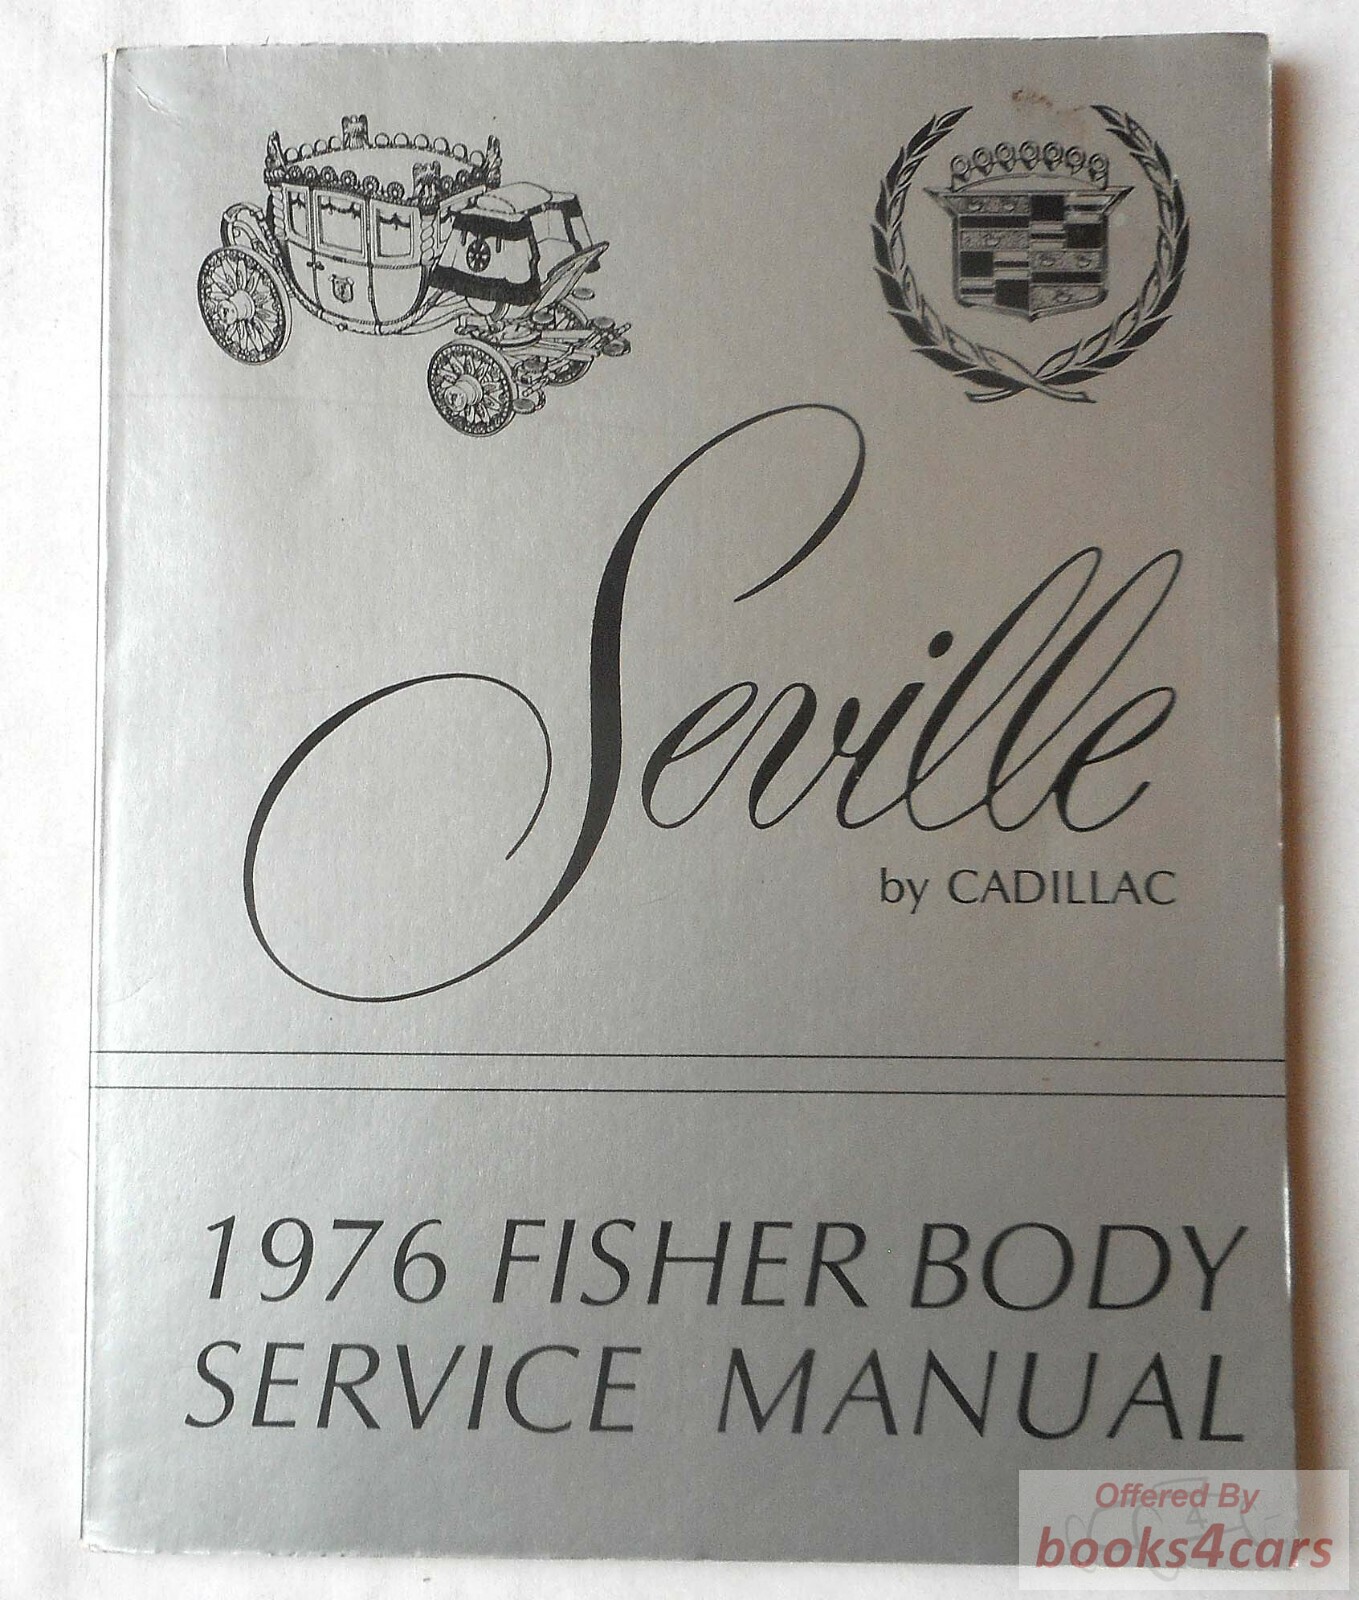 Seville
by CADILLAC
1976 FISHER BODY
SERVICE MANUAL
Offered By
books4cars